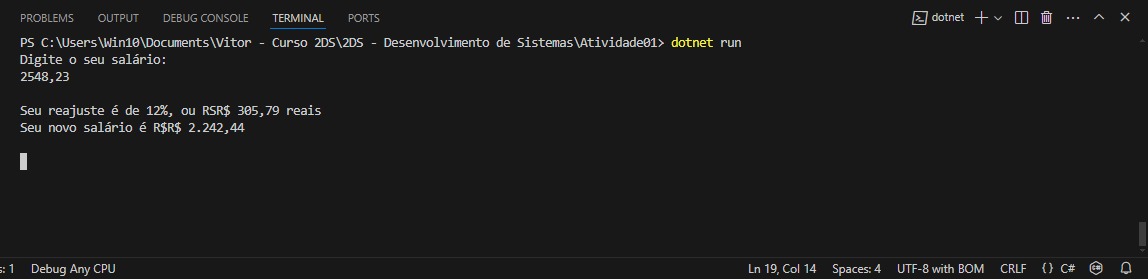 PROBLEMS OUTPUT DEBUG CONSOLE TERMINAL PORTS dotnet
PS C:\Users\Win10\Documents\Vitor - Curso 2DS\2DS - Desenvolvimento de Sistemas\Atividade01> dotnet run
Digite o seu salário:
2548,23
Seu reajuste é de 12%, ou RSR$ 305,79 reais
Seu novo salário é R$R$ 2.242,44
s: 1 Debug Any CPU Ln 19, Col 14 Spaces: 4 UTF-8 with BOM CRLF {} C#